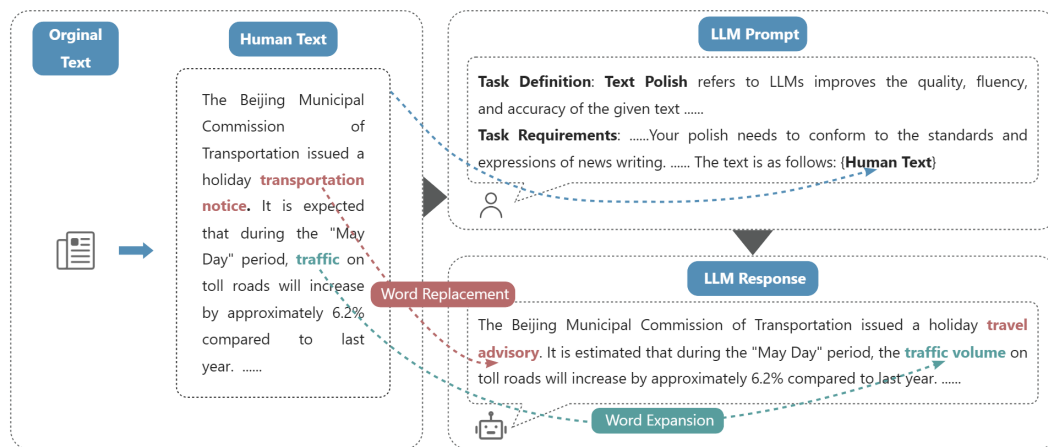 Orginal
Text
Human Text
The Beijing Municipal
Commission of
Transportation issued a
holiday transportation
notice. It is expected
that during the "May
Day" period, traffic on
toll roads will increase
by approximately 6.2%
compared to last
year. ......
LLM Prompt
Task Definition: Text Polish refers to LLMs improves the quality, fluency,
and accuracy of the given text ......
Task Requirements: ......Your polish needs to conform to the standards and
expressions of news writing. ...... The text is as follows: {Human Text}
Word Replacement
LLM Response
The Beijing Municipal Commission of Transportation issued a holiday travel
advisory. It is estimated that during the "May Day" period, the traffic volume on
toll roads will increase by approximately 6.2% compared to last year. ......
Word Expansion